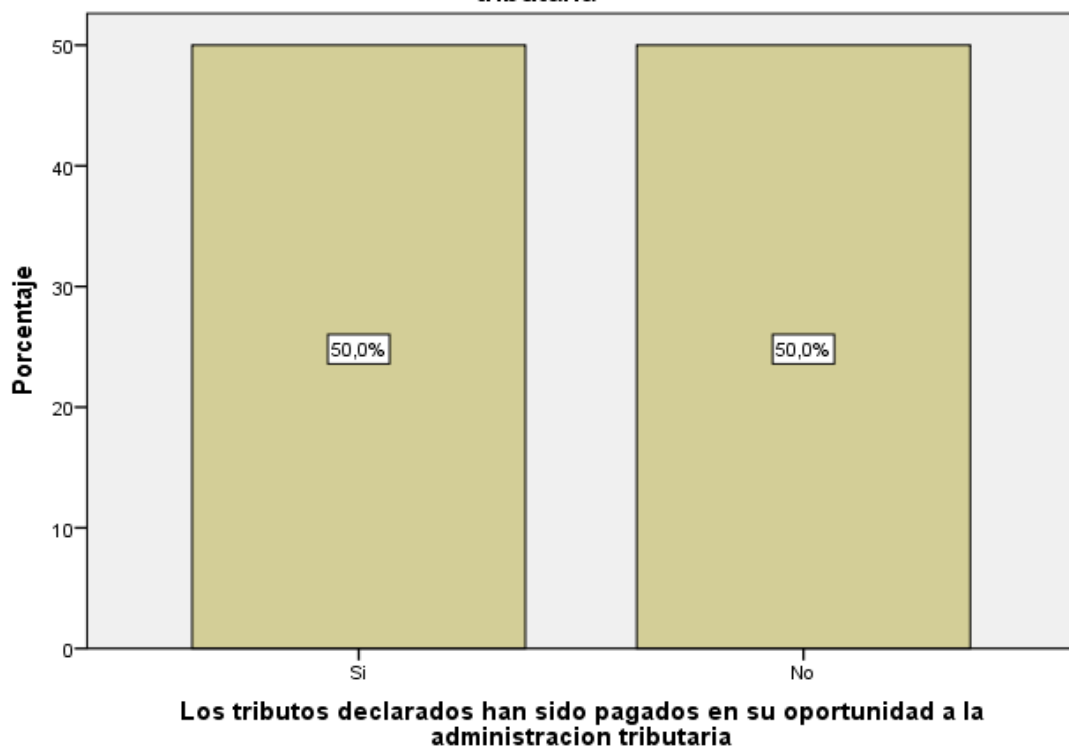 50
40
30
20
10
0
Porcentaje
50,0%
50,0%
Si
No
Los tributos declarados han sido pagados en su oportunidad a la
administracion tributaria